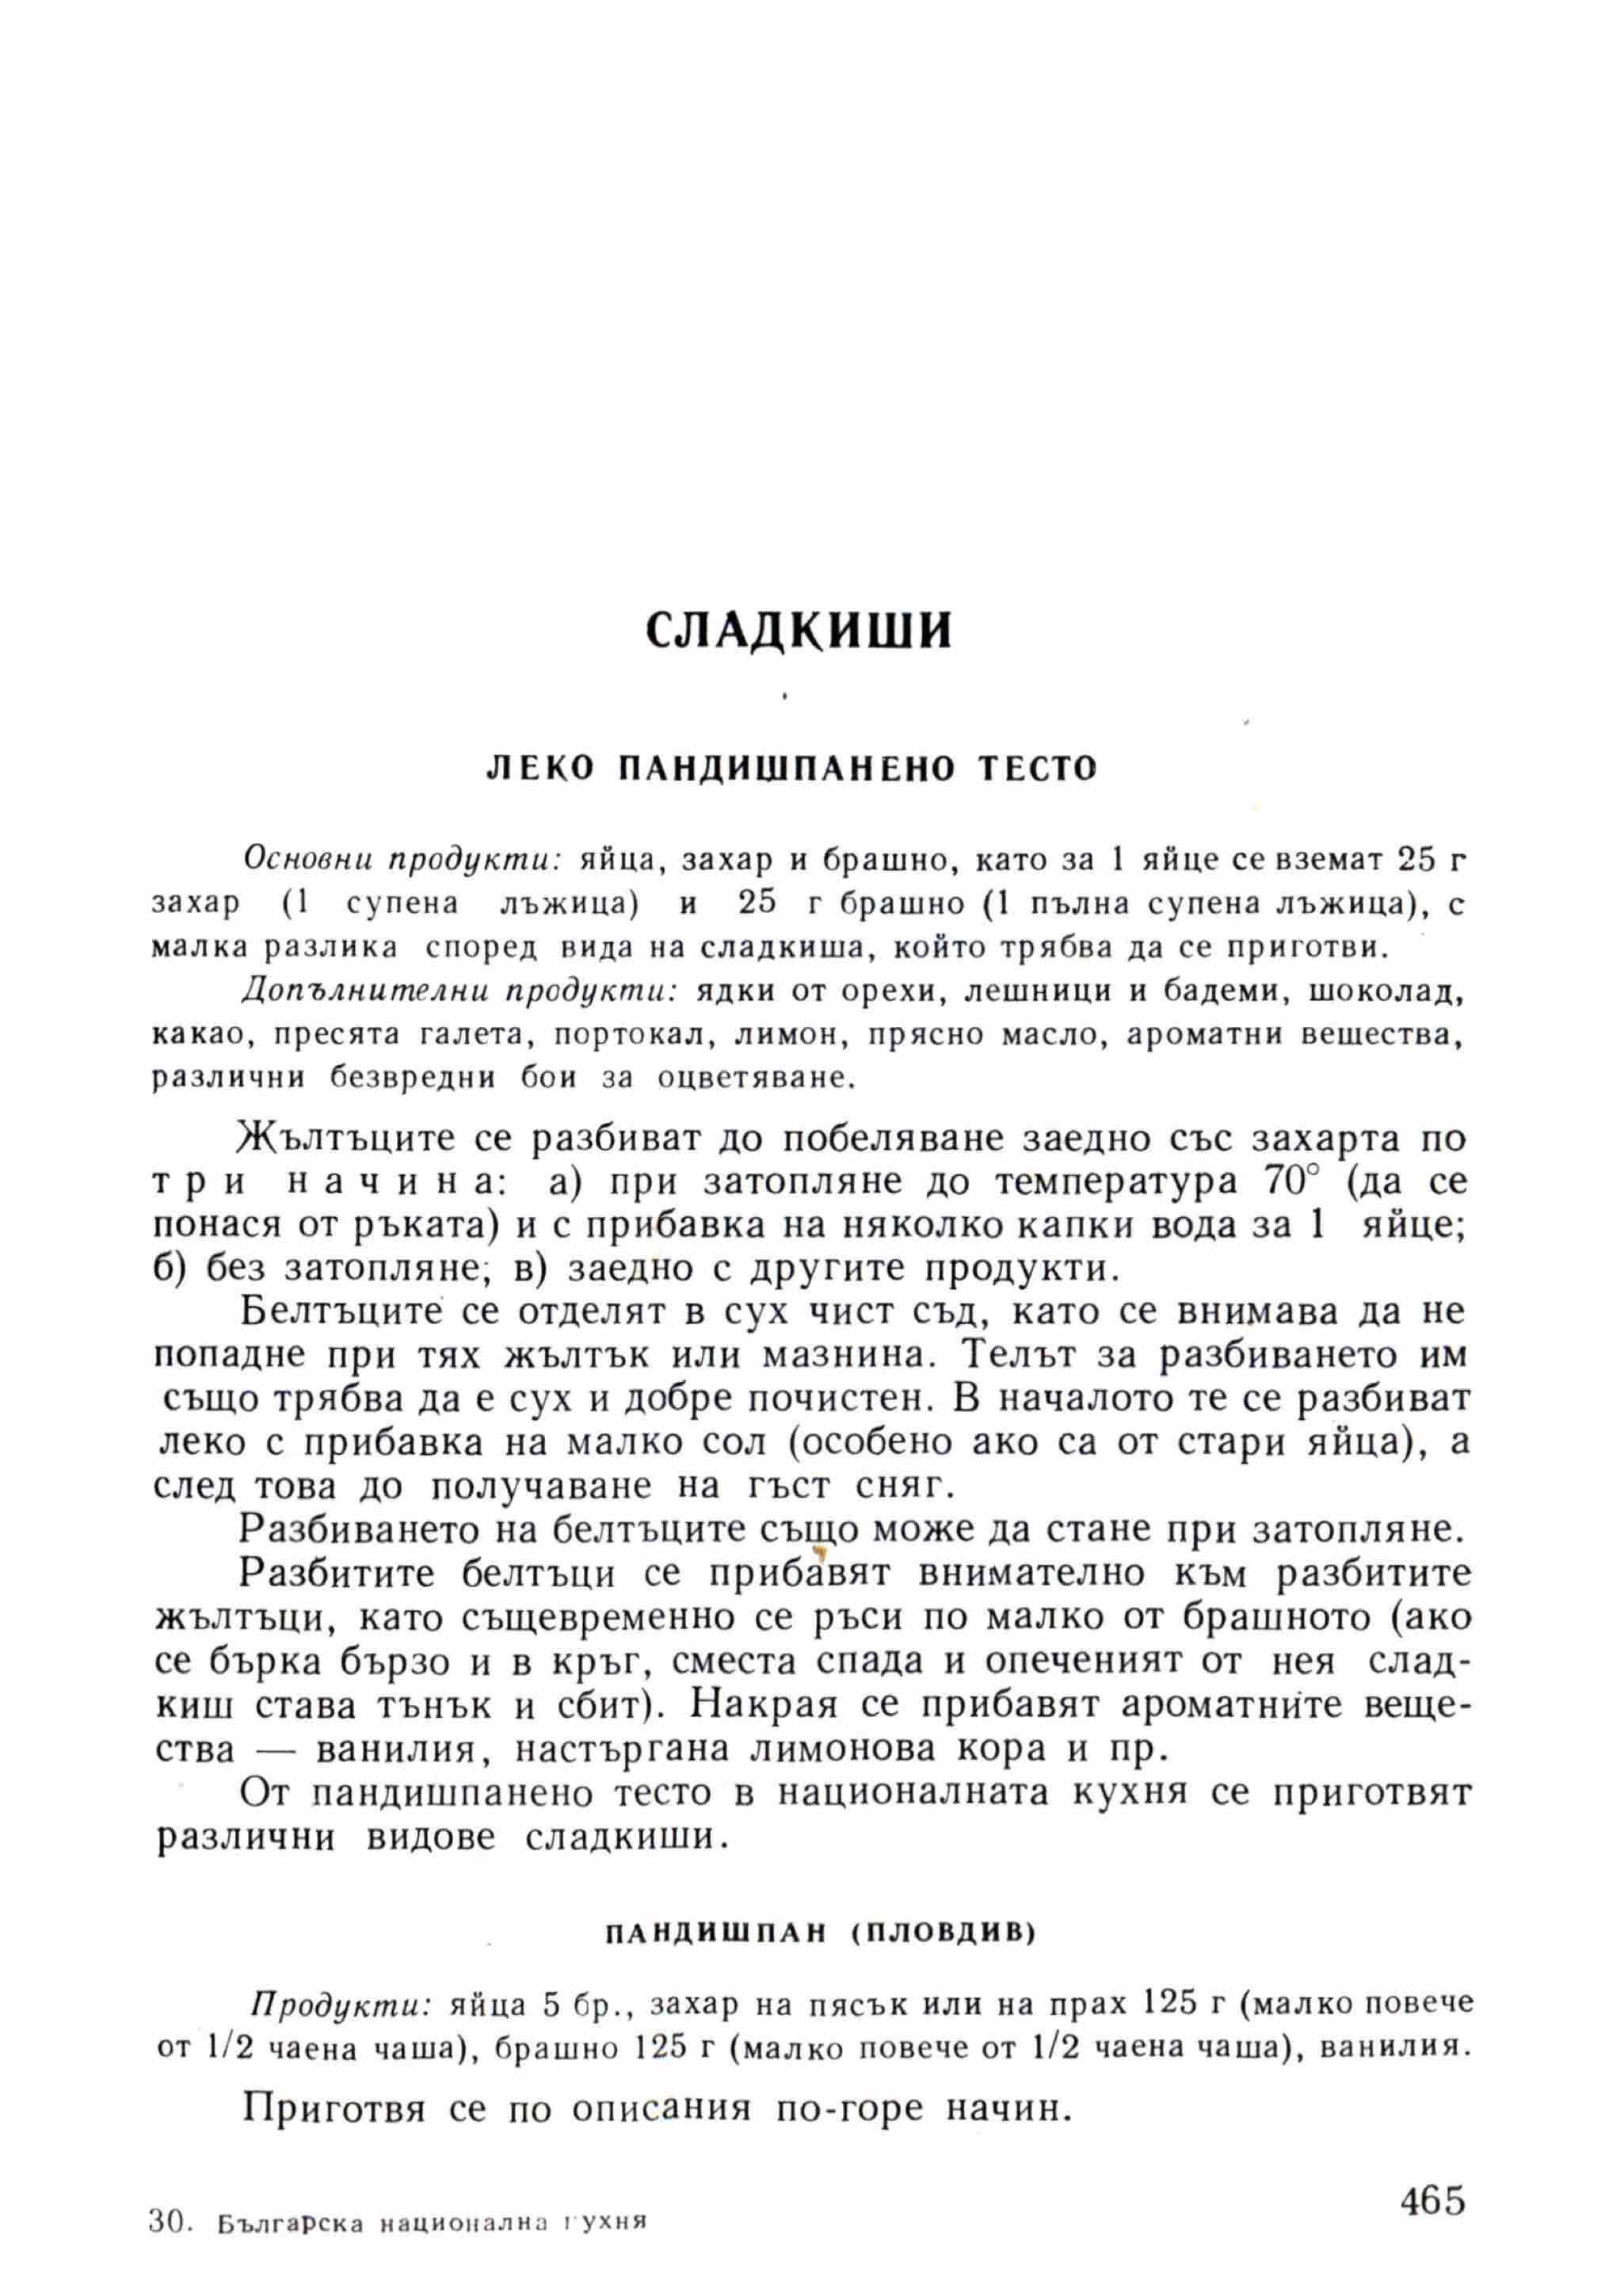 СЛАДКИШИ
ЛЕКО ПАНДИШПАНЕНО ТЕСТО
Основни продукти: яйца, захар и брашно, като за 1 яйце се вземат 25 г
захар (1 супена лъжица) и 25 г брашно (1 пълна супена лъжица), с
малка разлика според вида на сладкиша, който трябва да се приготви.
Допълнителни продукти: ядки от орехи, лешници и бадеми, шоколад,
какао, пресята галета, портокал, лимон, прясно масло, ароматни вещества,
различни безвредни бои за оцветяване.
Жълтъците се разбиват до побеляване заедно със захарта по
три начина: а) при затопляне до температура 70° (да се
понася от ръката) и с прибавка на няколко капки вода за 1 яйце;
б) без затопляне; в) заедно с другите продукти.
Белтъците се отделят в сух чист съд, като се внимава да не
попадне при тях жълтък или мазнина. Телът за разбиването им
също трябва да е сух и добре почистен. В началото те се разбиват
леко с прибавка на малко сол (особено ако са от стари яйца), а
след това до получаване на гъст сняг.
Разбиването на белтъците също може да стане при затопляне.
Разбитите белтъци се прибавят внимателно към разбитите
жълтъци, като същевременно се ръси по малко от брашното (ако
се бърка бързо и в кръг, сместа спада и опеченият от нея слад-
киш става тънък и сбит). Накрая се прибавят ароматните веще-
ства — ванилия, настъргана лимонова кора и пр.
От пандишпанено тесто в националната кухня се приготвят
различни видове сладкиши.
ПАНДИШПАН (ПЛОВДИВ)
Продукти: яйца 5 бр., захар на пясък или на прах 125 г (малко повече
от 1/2 чаена чаша), брашно 125 г (малко повече от 1/2 чаена чаша), ванилия.
Приготвя се по описания по-горе начин.
30. Българска национална кухня
465